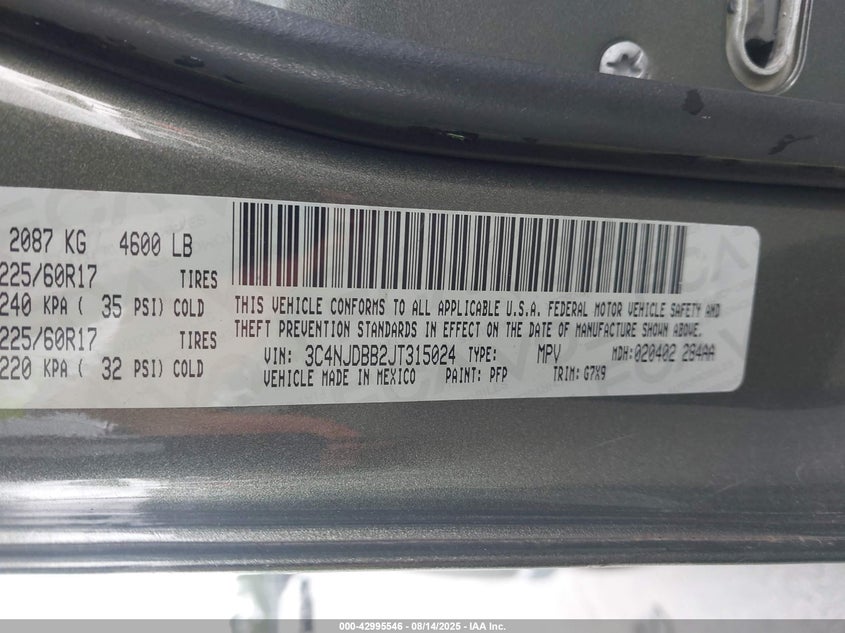 2087 KG 4600 LB
225/60R17 TIRES
240 KPA ( 35 PSI) COLD
225/60R17 TIRES
220 KPA ( 32 PSI) COLD
THIS VEHICLE CONFORMS TO ALL APPLICABLE U.S.A. FEDERAL MOTOR VEHICLE SAFETY AND
THEFT PREVENTION STANDARDS IN EFFECT ON THE DATE OF MANUFACTURE SHOWN ABOVE.
VIN: 3C4NJDBB2JT315024 TYPE: MPV MDH:020402 284AA
VEHICLE MADE IN MEXICO PAINT: PFP TRIM: G7X9
000-42995546 - 08/14/2025 - IAA Inc.